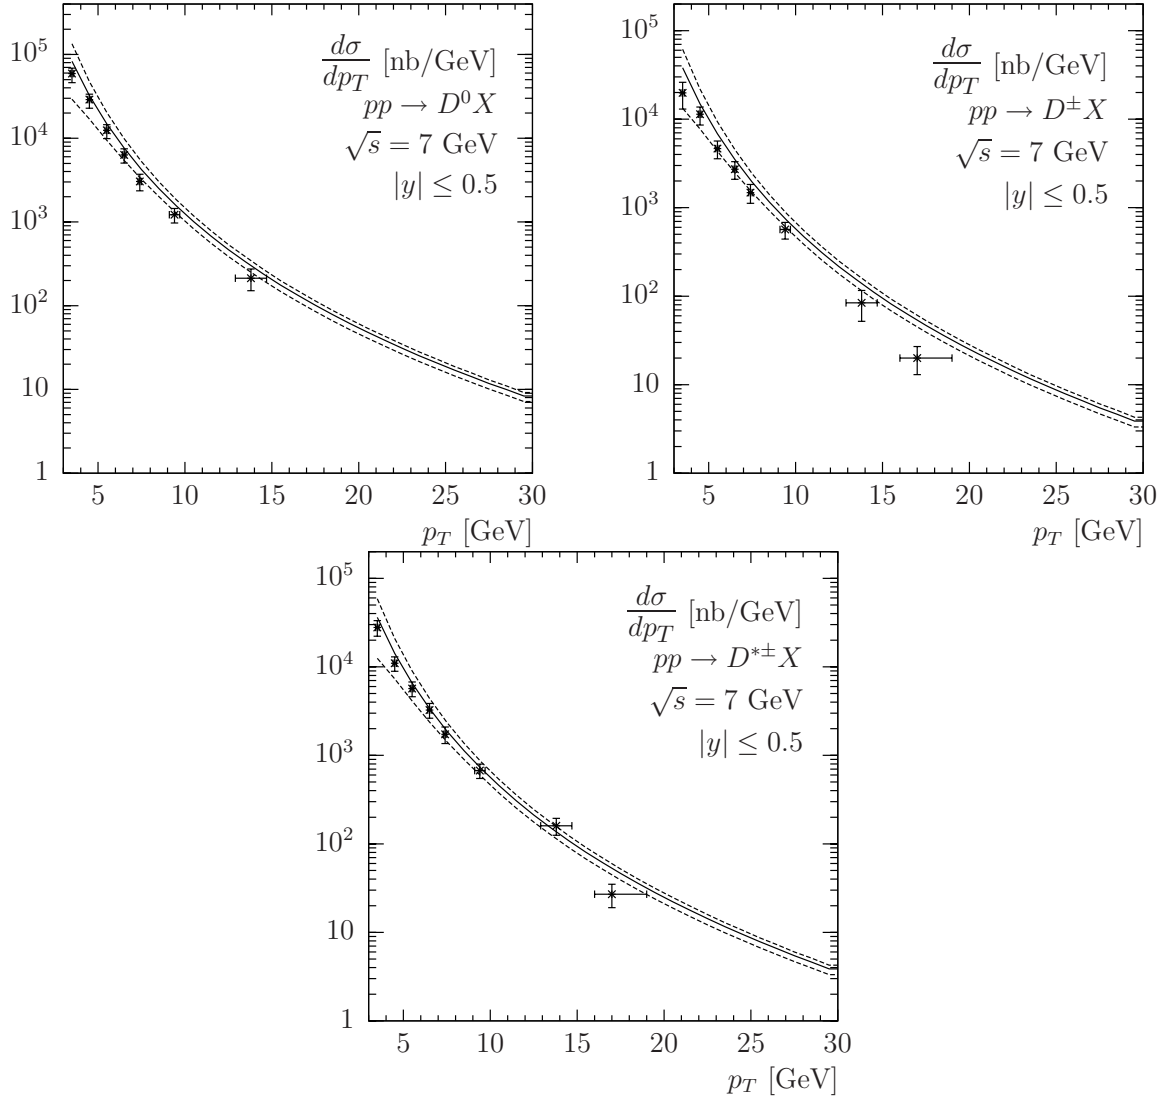 10^5
10^4
10^3
10^2
10
1
5 10 15 20 25 30
p_T [GeV]
dσ/dp_T [nb/GeV]
pp → D^0 X
√s = 7 GeV
|y| ≤ 0.5
10^5
10^4
10^3
10^2
10
1
5 10 15 20 25 30
p_T [GeV]
dσ/dp_T [nb/GeV]
pp → D^± X
√s = 7 GeV
|y| ≤ 0.5
10^5
10^4
10^3
10^2
10
1
5 10 15 20 25 30
p_T [GeV]
dσ/dp_T [nb/GeV]
pp → D^{*±} X
√s = 7 GeV
|y| ≤ 0.5